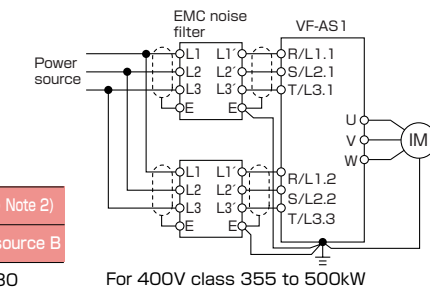 EMC noise
filter
VF-AS1
Power
source
L1 L1´ R/L1.1
L2 L2´ S/L2.1
L3 L3´ T/L3.1
E E
U
V
W
IM
L1 L1´ R/L1.2
L2 L2´ S/L2.2
L3 L3´ T/L3.3
E E
Note 2)
source B
30
For 400V class 355 to 500kW